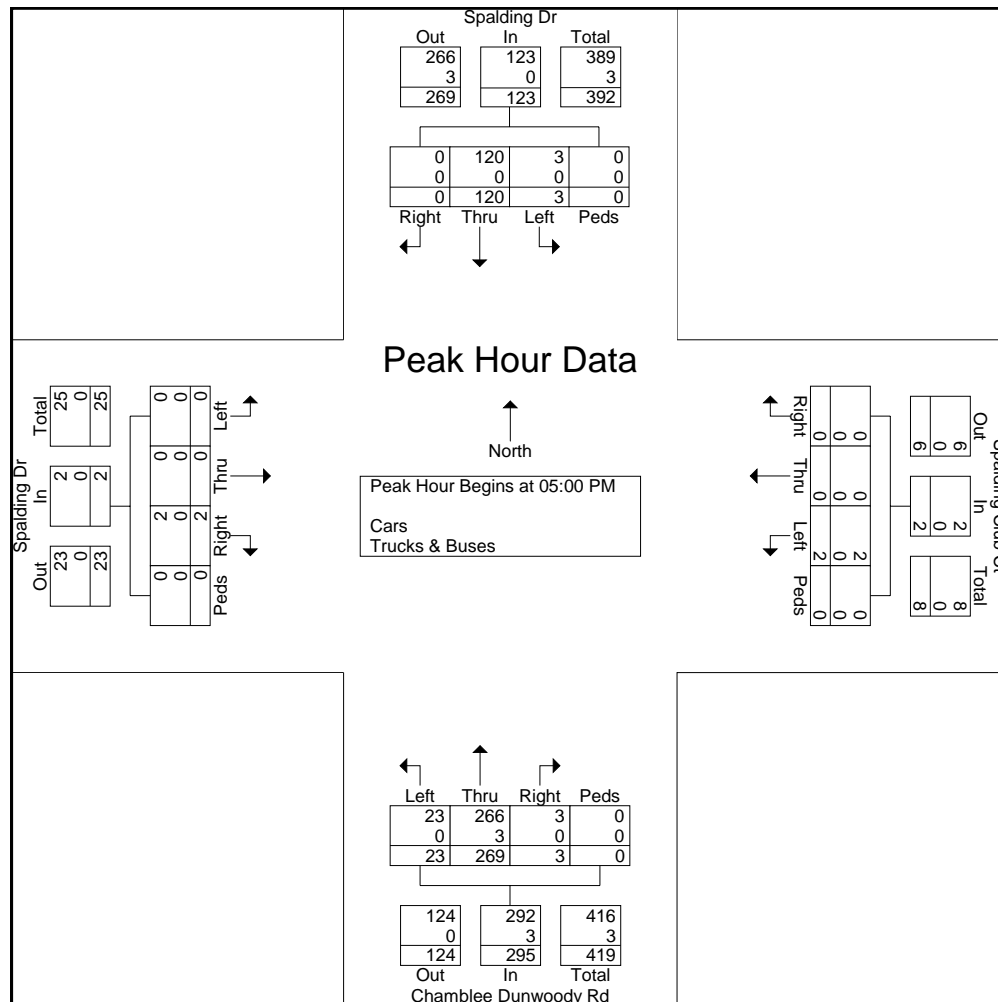 Spalding Dr
Out In Total
266 123 389
3 0 3
269 123 392
0 120 3 0
0 0 0 0
0 120 3 0
Right Thru Left Peds
Peak Hour Data
North
Peak Hour Begins at 05:00 PM
Cars
Trucks & Buses
Spalding Dr
Out In Total
23 2 25
0 0 0
23 2 25
0 2 0 0
0 0 0 0
0 2 0 0
Peds Right Thru Left
Out In Total
6 2 8
0 0 0
6 2 8
0 0 2 0
0 0 0 0
0 0 2 0
Right Thru Left Peds
Left Thru Right Peds
23 266 3 0
0 3 0 0
23 269 3 0
124 292 416
0 3 3
124 295 419
Out In Total
Chamblee Dunwoody Rd